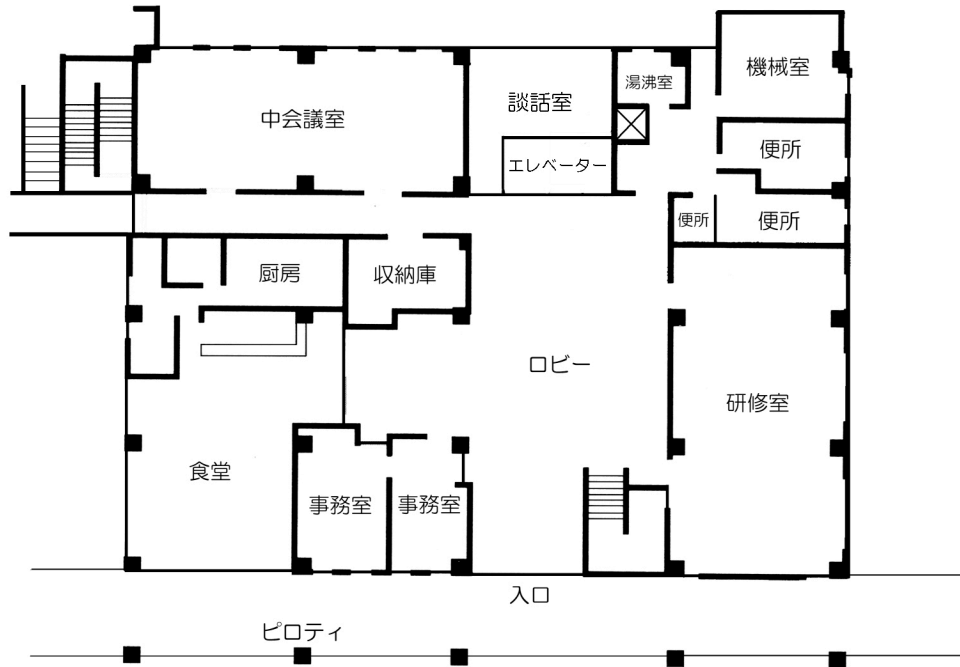 機械室
湯沸室
談話室
中会議室
便所
エレベーター
便所
便所
厨房
収納庫
ロビー
研修室
食堂
事務室
事務室
入口
ピロティ